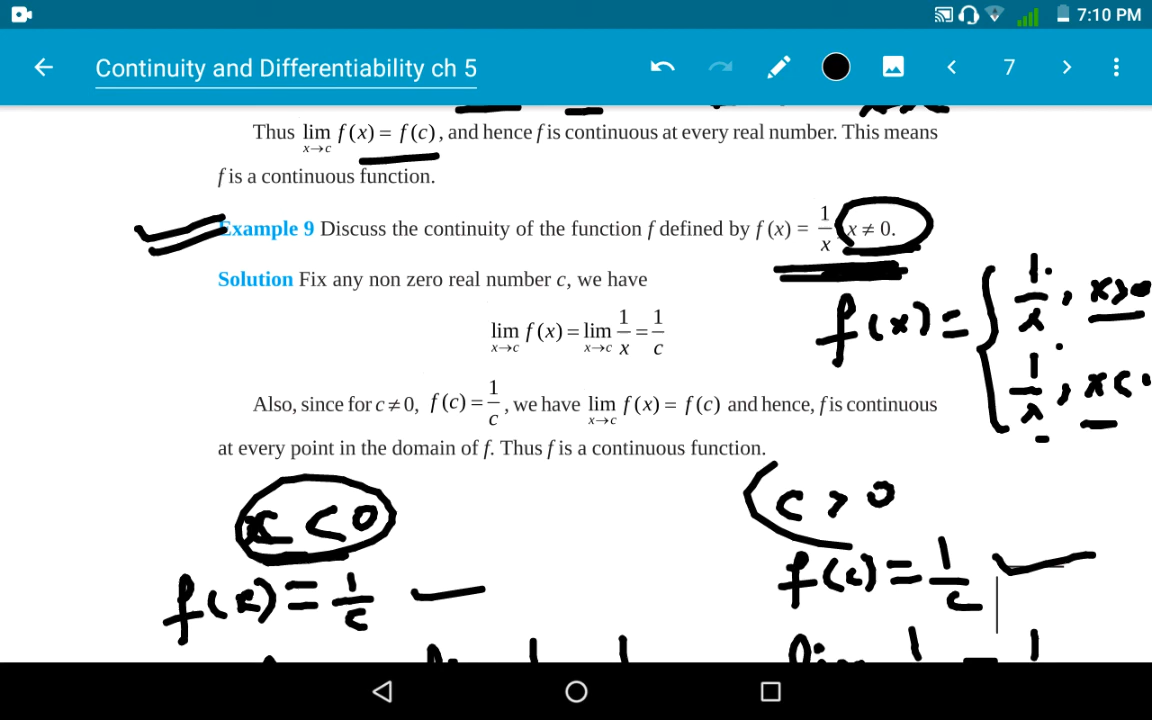 7:10 PM
Continuity and Differentiability ch 5
7
Thus lim x→c f (x) = f (c), and hence f is continuous at every real number. This means
f is a continuous function.
Example 9 Discuss the continuity of the function f defined by f (x) = 1/x, x ≠ 0.
Solution Fix any non zero real number c, we have
lim x→c f (x) = lim x→c 1/x = 1/c
f(x) = { 1/x, x>0
1/x, x<0
Also, since for c ≠ 0, f (c) = 1/c, we have lim x→c f (x) = f (c) and hence, f is continuous
at every point in the domain of f. Thus f is a continuous function.
x < 0
c > 0
f(c) = 1/c
f(c) = 1/c